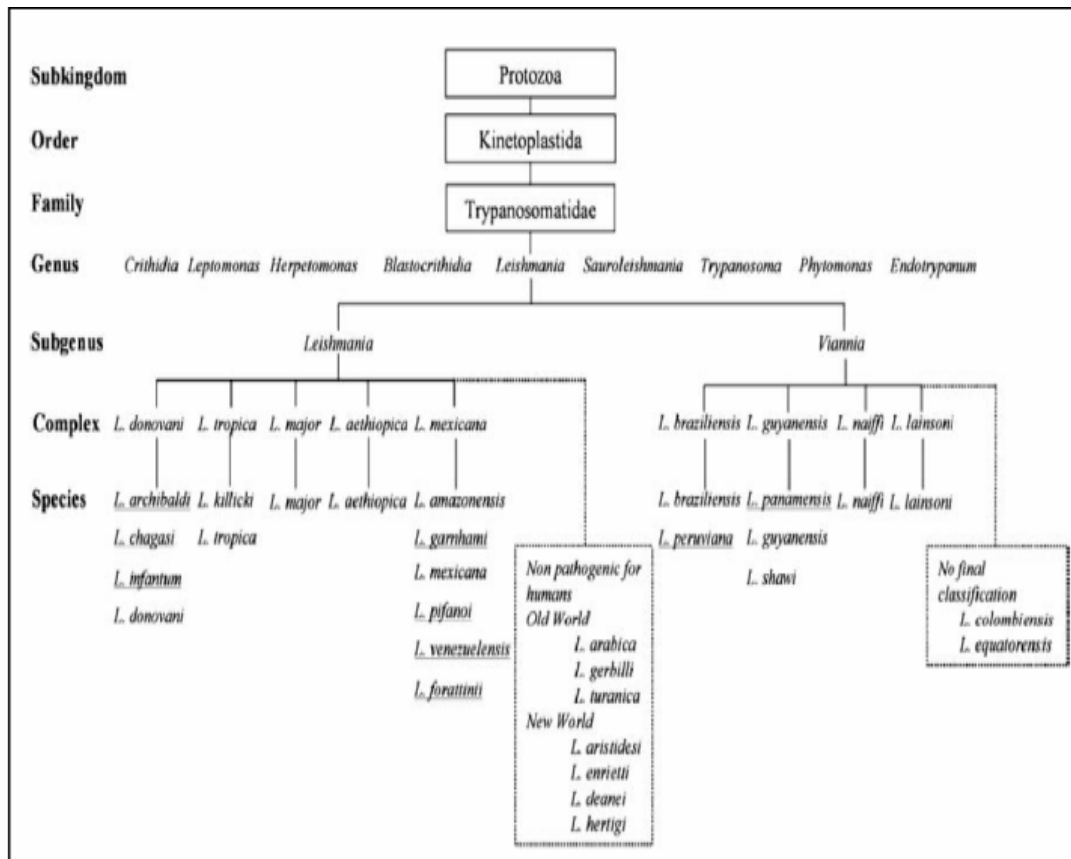 Subkingdom Protozoa
Order Kinetoplastida
Family Trypanosomatidae
Genus Crithidia Leptomonas Herpetomonas Blastocrithidia Leishmania Sauroleishmania Trypanosoma Phytomonas Endotrypanum
Subgenus Leishmania Viannia
Complex L. donovani L. tropica L. major L. aethiopica L. mexicana L. braziliensis L. guyanensis L. naiffi L. lainsoni
Species L. archibaldi L. killicki L. major L. aethiopica L. amazonensis L. braziliensis L. panamensis L. naiffi L. lainsoni
L. chagasi L. tropica L. garnhami L. peruviana L. guyanensis
L. infantum L. mexicana L. shawi
L. donovani L. pifanoi
L. venezuelensis
L. forattinii
Non pathogenic for
humans
Old World
L. arabica
L. gerbilli
L. turanica
New World
L. aristidesi
L. enrietti
L. deanei
L. hertigi
No final
classification
L. colombiensis
L. equatorensis